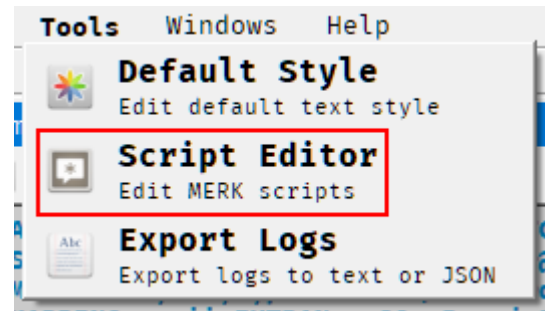 Tools Windows Help
Default Style
Edit default text style
Script Editor
Edit MERK scripts
Abc
Export Logs
Export logs to text or JSON